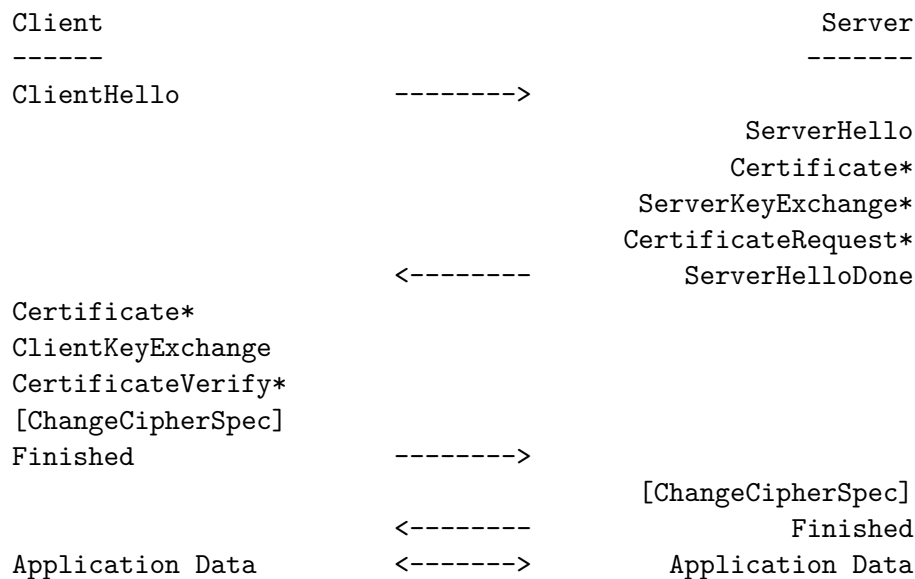 Client Server
------ -------
ClientHello -------->
ServerHello
Certificate*
ServerKeyExchange*
CertificateRequest*
<-------- ServerHelloDone
Certificate*
ClientKeyExchange
CertificateVerify*
[ChangeCipherSpec]
Finished -------->
[ChangeCipherSpec]
<-------- Finished
Application Data <-------> Application Data